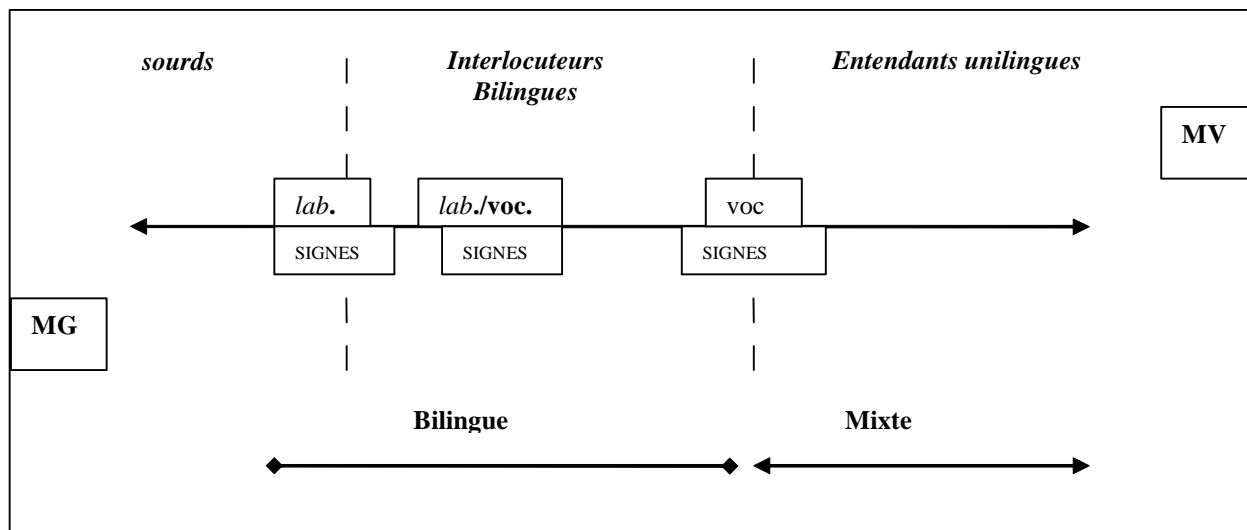 sourds
Interlocuteurs
Bilingues
Entendants unilingues
MV
lab.
lab./voc.
voc
SIGNES
SIGNES
SIGNES
MG
Bilingue
Mixte